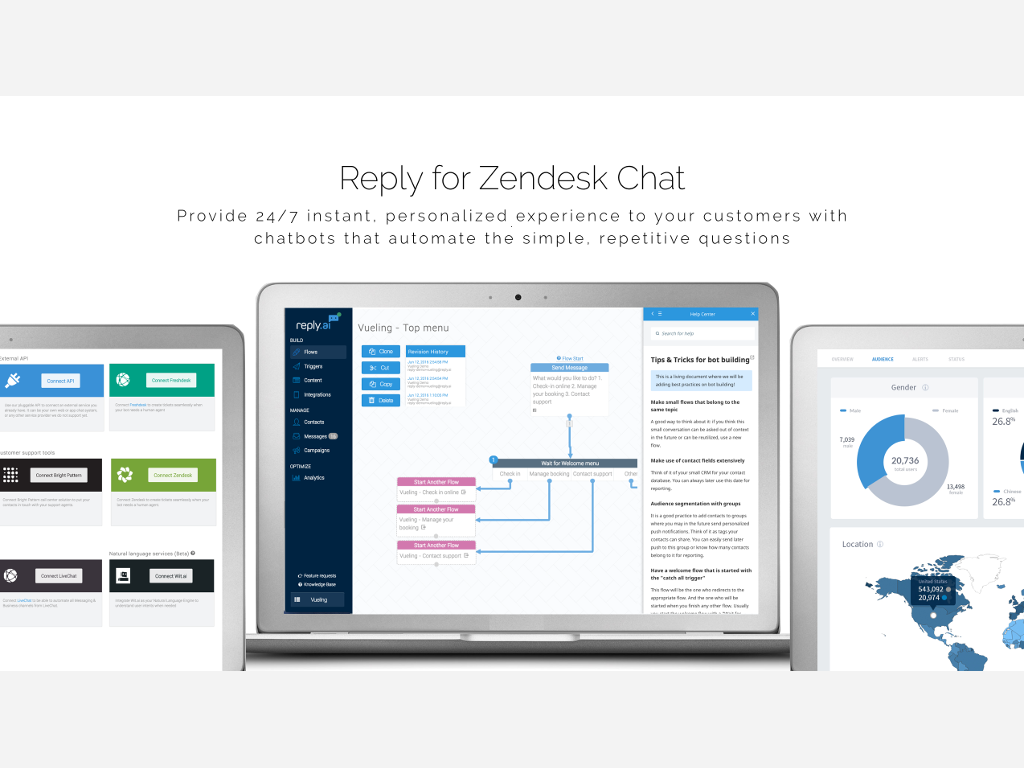 Reply for Zendesk Chat
Provide 24/7 instant, personalized experience to your customers with
chatbots that automate the simple, repetitive questions
External API
Connect API
Connect Freshdesk
customer support tools
Connect Bright Pattern
Connect Zendesk
Natural language services (Beta)
Connect LiveChat
Connect Wit.ai
reply.ai
BUILD
Flows
Triggers
Content
Integrations
MANAGE
Contacts
Messages
Campaigns
OPTIMIZE
Analytics
Feature requests
Knowledge Base
Vueling
Vueling - Top menu
Clone
Cut
Copy
Delete
Revision History
Flow Start
Send Message
What would you like to do? 1.
Check-in online 2. Manage
your booking 3. Contact
support
1
Wait for Welcome menu
Check in
Manage booking
Contact support
Other
Start Another Flow
Vueling - Check in online
Start Another Flow
Vueling - Manage your
booking
Start Another Flow
Vueling - Contact support
Help Center
Search for help
Tips & Tricks for bot building
This is a living document where we will be
adding best practices on bot building!
Make small flows that belong to the
same topic
A good way to think about it: if you think this
small conversation can be asked out of context
in the future or can be reutilized, use a new
flow.
Make use of contact fields extensively
Think of it of your small CRM for your contact
database. You can always later use this date for
reporting.
Audience segmentation with groups
It is a good practice to add contacts to groups
where you may in the future send personalized
push notifications. Think of it as tags your
contacts can share. You can easily send later
push to this group or know how many contacts
belong to it for reporting.
Have a welcome flow that is started with
the "catch all trigger"
This flow will be the one who redirects to the
appropriate flow. And the one who will be
started when you finish any other flow. Usually
OVERVIEW
AUDIENCE
ALERTS
STATUS
Gender
Male
Female
7,039
male
20,736
total users
13,498
female
English
26.8%
Chinese
26.8%
Location
United States
543,092
20,974